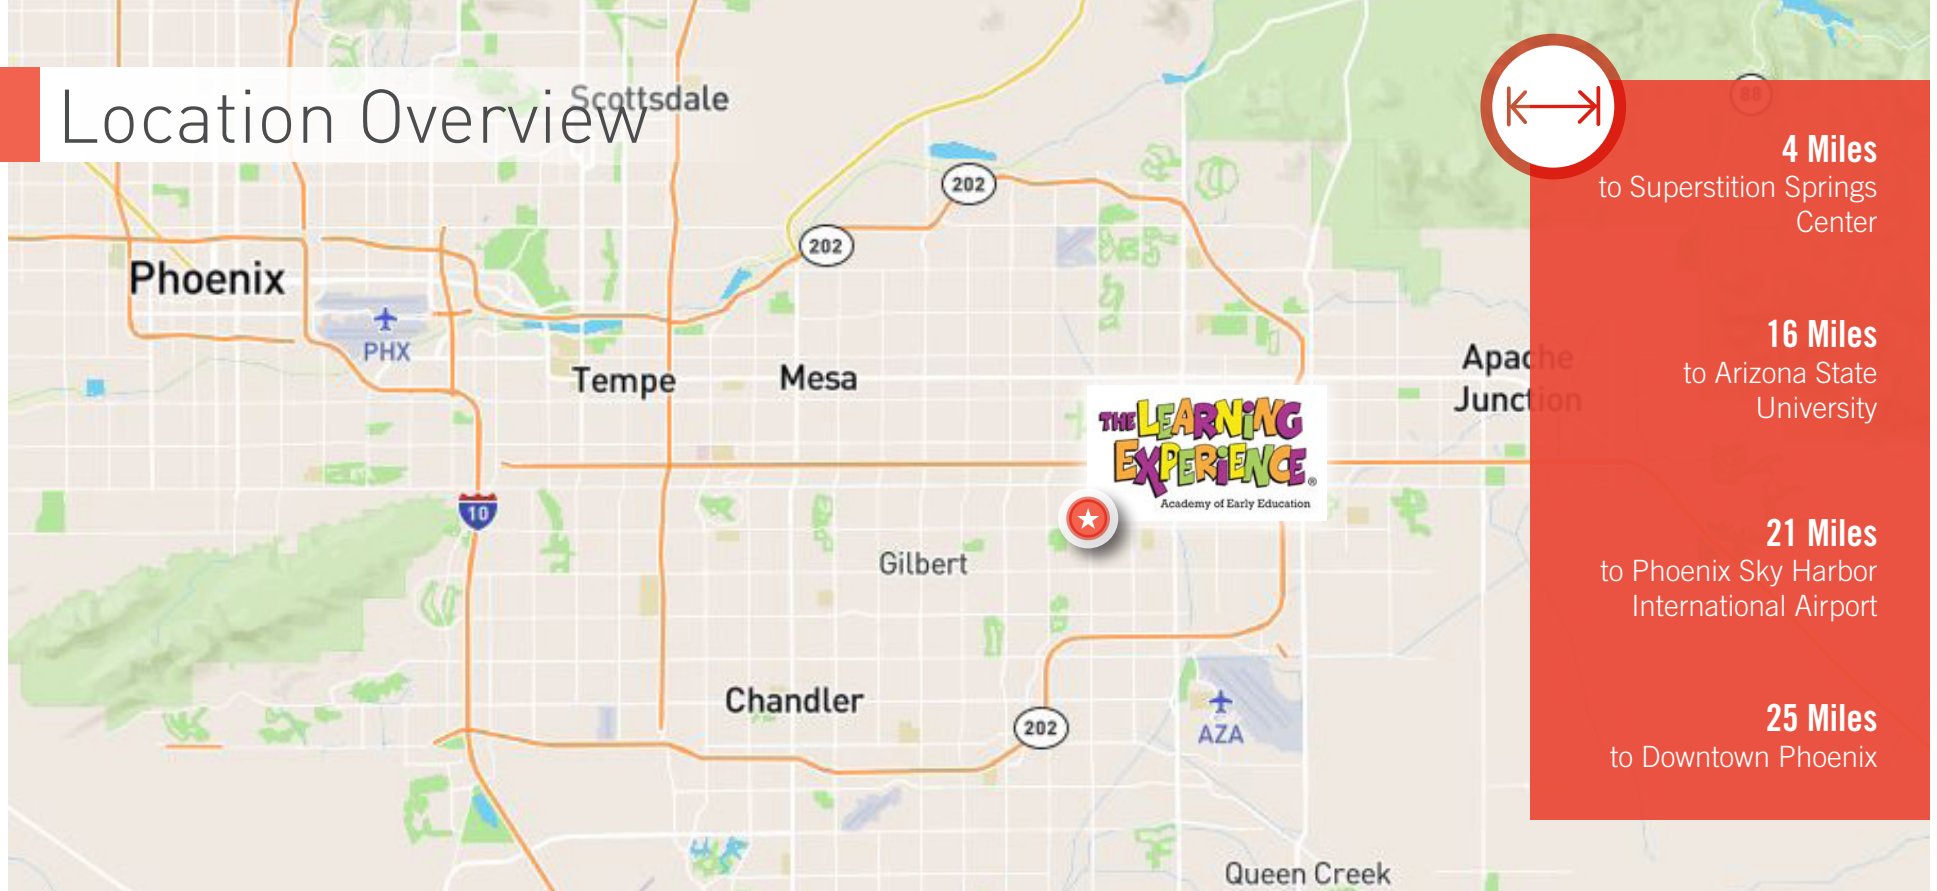 Location Overview
Scottsdale
88
4 Miles
to Superstition Springs
Center
202
202
Phoenix
PHX
16 Miles
to Arizona State
University
Tempe
Mesa
Apache
Junction
THE LEARNING
EXPERIENCE®
Academy of Early Education
10
21 Miles
to Phoenix Sky Harbor
International Airport
Gilbert
Chandler
202
AZA
25 Miles
to Downtown Phoenix
Queen Creek